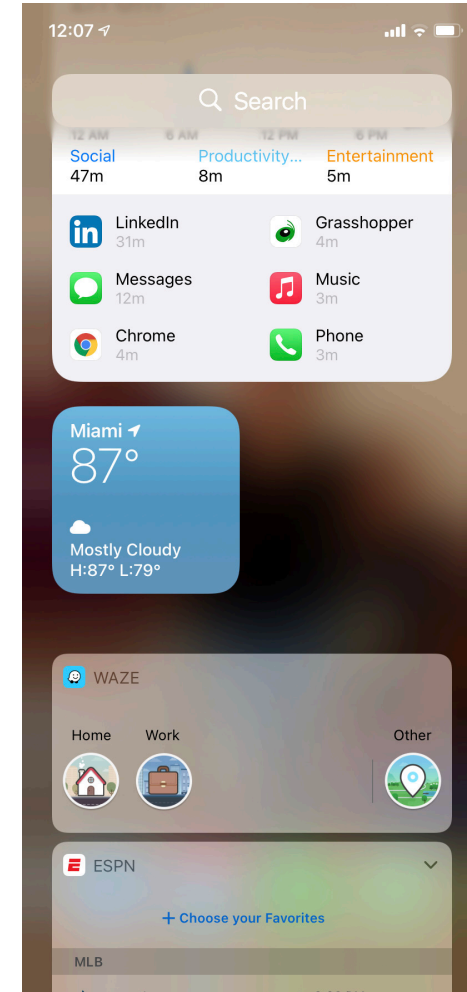 12:07
Search
12 AM 6 AM 12 PM 6 PM
Social Productivity... Entertainment
47m 8m 5m
LinkedIn Grasshopper
31m 4m
Messages Music
12m 3m
Chrome Phone
4m 3m
Miami
87°
Mostly Cloudy
H:87° L:79°
WAZE
Home Work Other
ESPN
+ Choose your Favorites
MLB